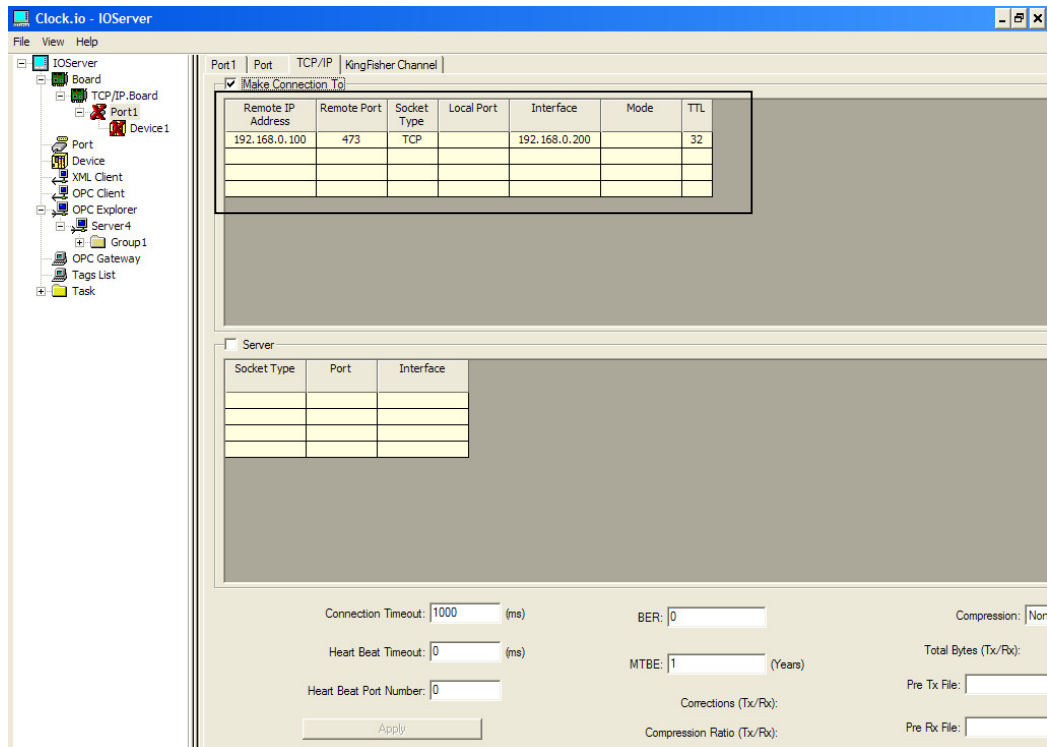 Clock.io - IOServer
File View Help
IOServer
Board
TCP/IP.Board
Port1
Device1
Port
Device
XML Client
OPC Client
OPC Explorer
Server4
Group1
OPC Gateway
Tags List
Task
Port1 Port TCP/IP KingFisher Channel
Make Connection To
Remote IP Address Remote Port Socket Type Local Port Interface Mode TTL
192.168.0.100 473 TCP 192.168.0.200 32
Server
Socket Type Port Interface
Connection Timeout: 1000 (ms)
Heart Beat Timeout: 0 (ms)
Heart Beat Port Number: 0
Apply
BER: 0
MTBE: 1 (Years)
Corrections (Tx/Rx):
Compression Ratio (Tx/Rx):
Compression: Non
Total Bytes (Tx/Rx):
Pre Tx File:
Pre Rx File: